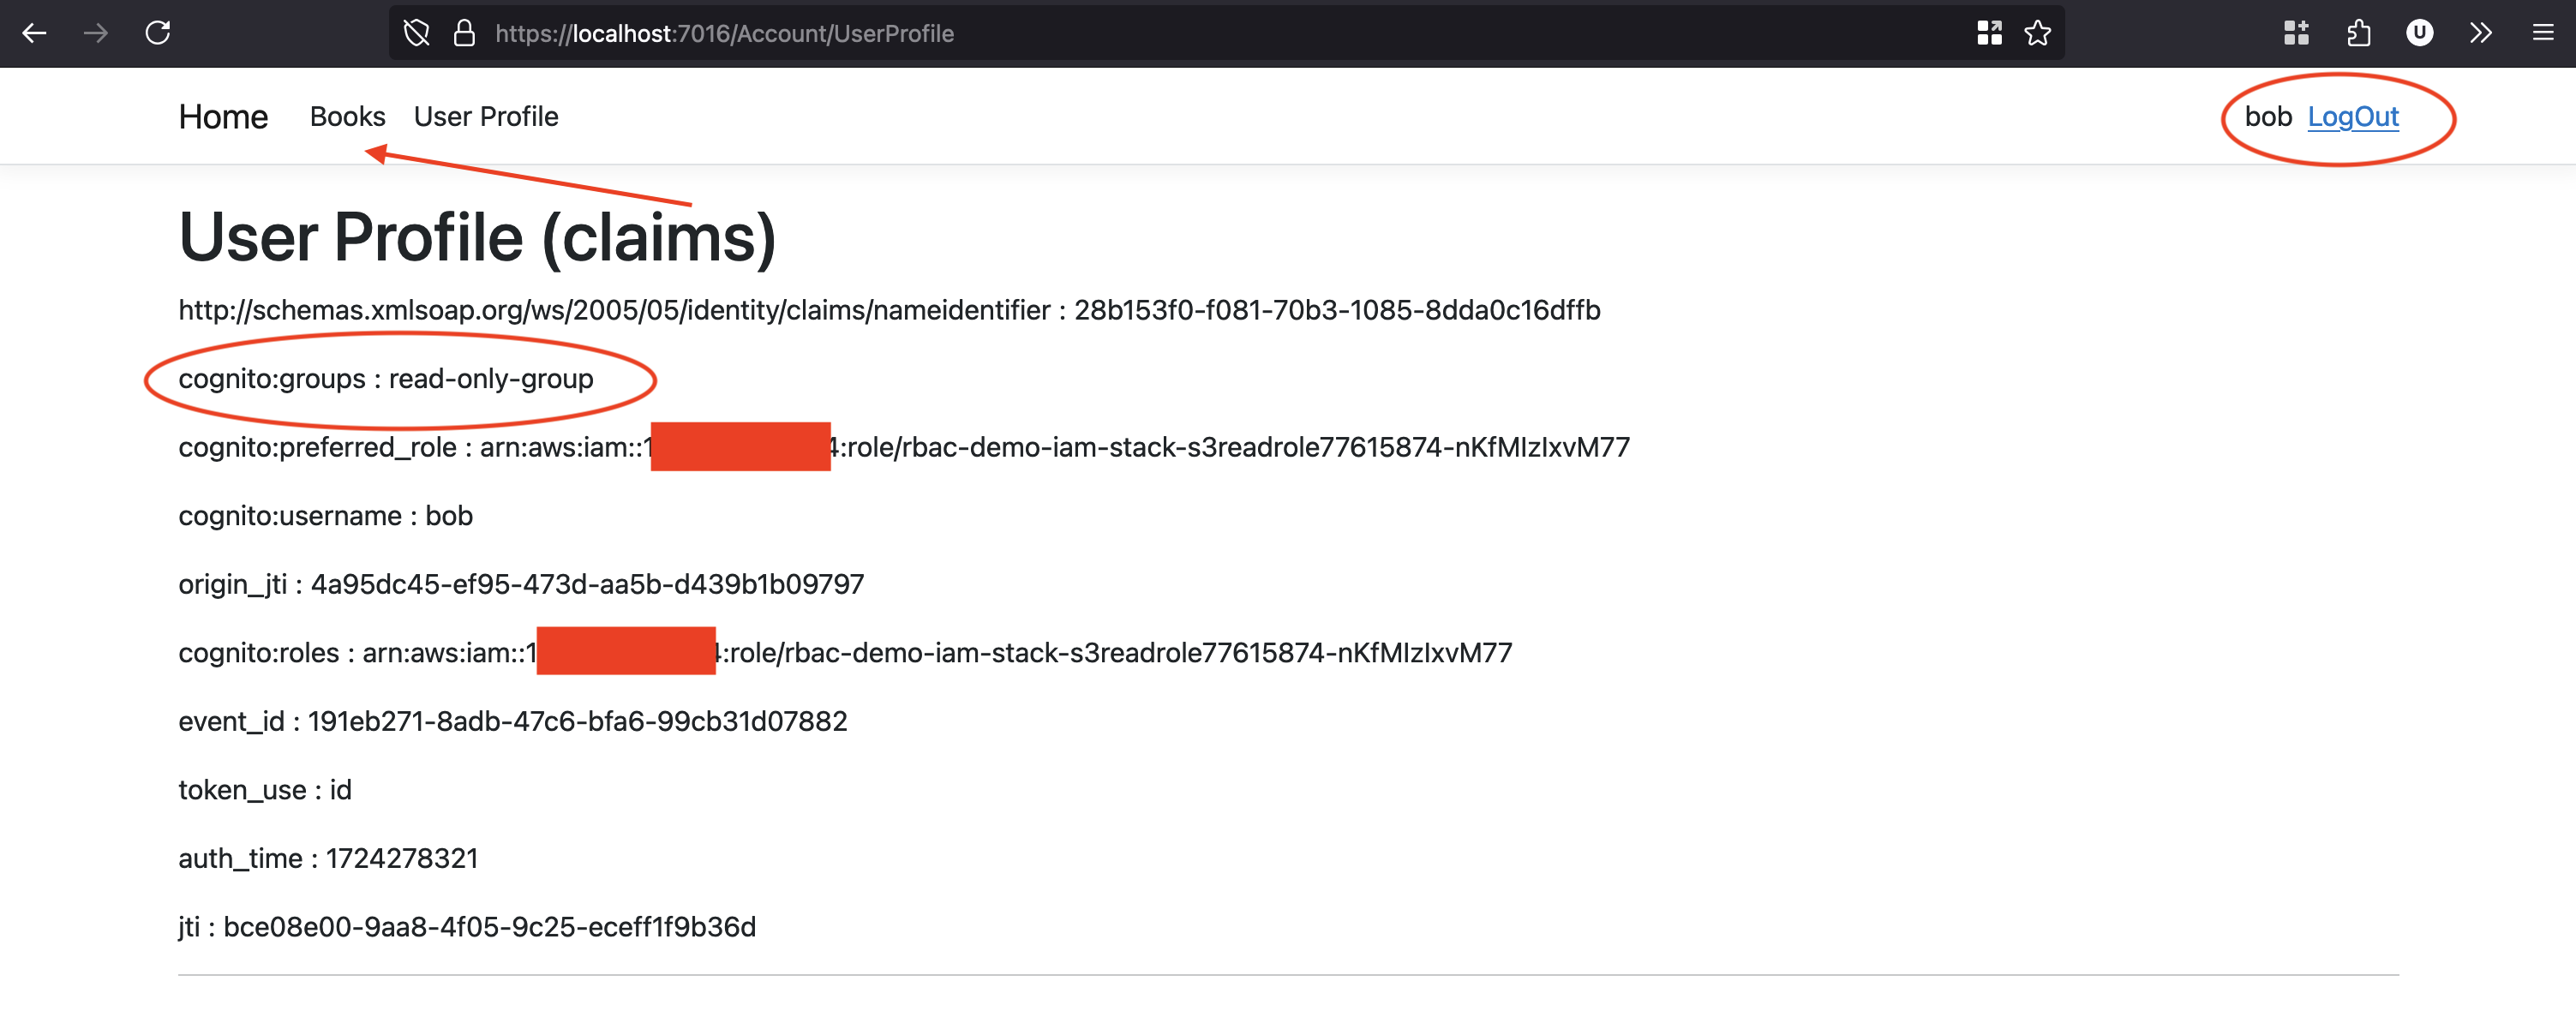 https://localhost:7016/Account/UserProfile
U
Home Books User Profile bob LogOut
User Profile (claims)
http://schemas.xmlsoap.org/ws/2005/05/identity/claims/nameidentifier : 28b153f0-f081-70b3-1085-8dda0c16dffb
cognito:groups : read-only-group
cognito:preferred_role : arn:aws:iam::1 4:role/rbac-demo-iam-stack-s3readrole77615874-nKfMIzIxvM77
cognito:username : bob
origin_jti : 4a95dc45-ef95-473d-aa5b-d439b1b09797
cognito:roles : arn:aws:iam::1 4:role/rbac-demo-iam-stack-s3readrole77615874-nKfMIzIxvM77
event_id : 191eb271-8adb-47c6-bfa6-99cb31d07882
token_use : id
auth_time : 1724278321
jti : bce08e00-9aa8-4f05-9c25-eceff1f9b36d